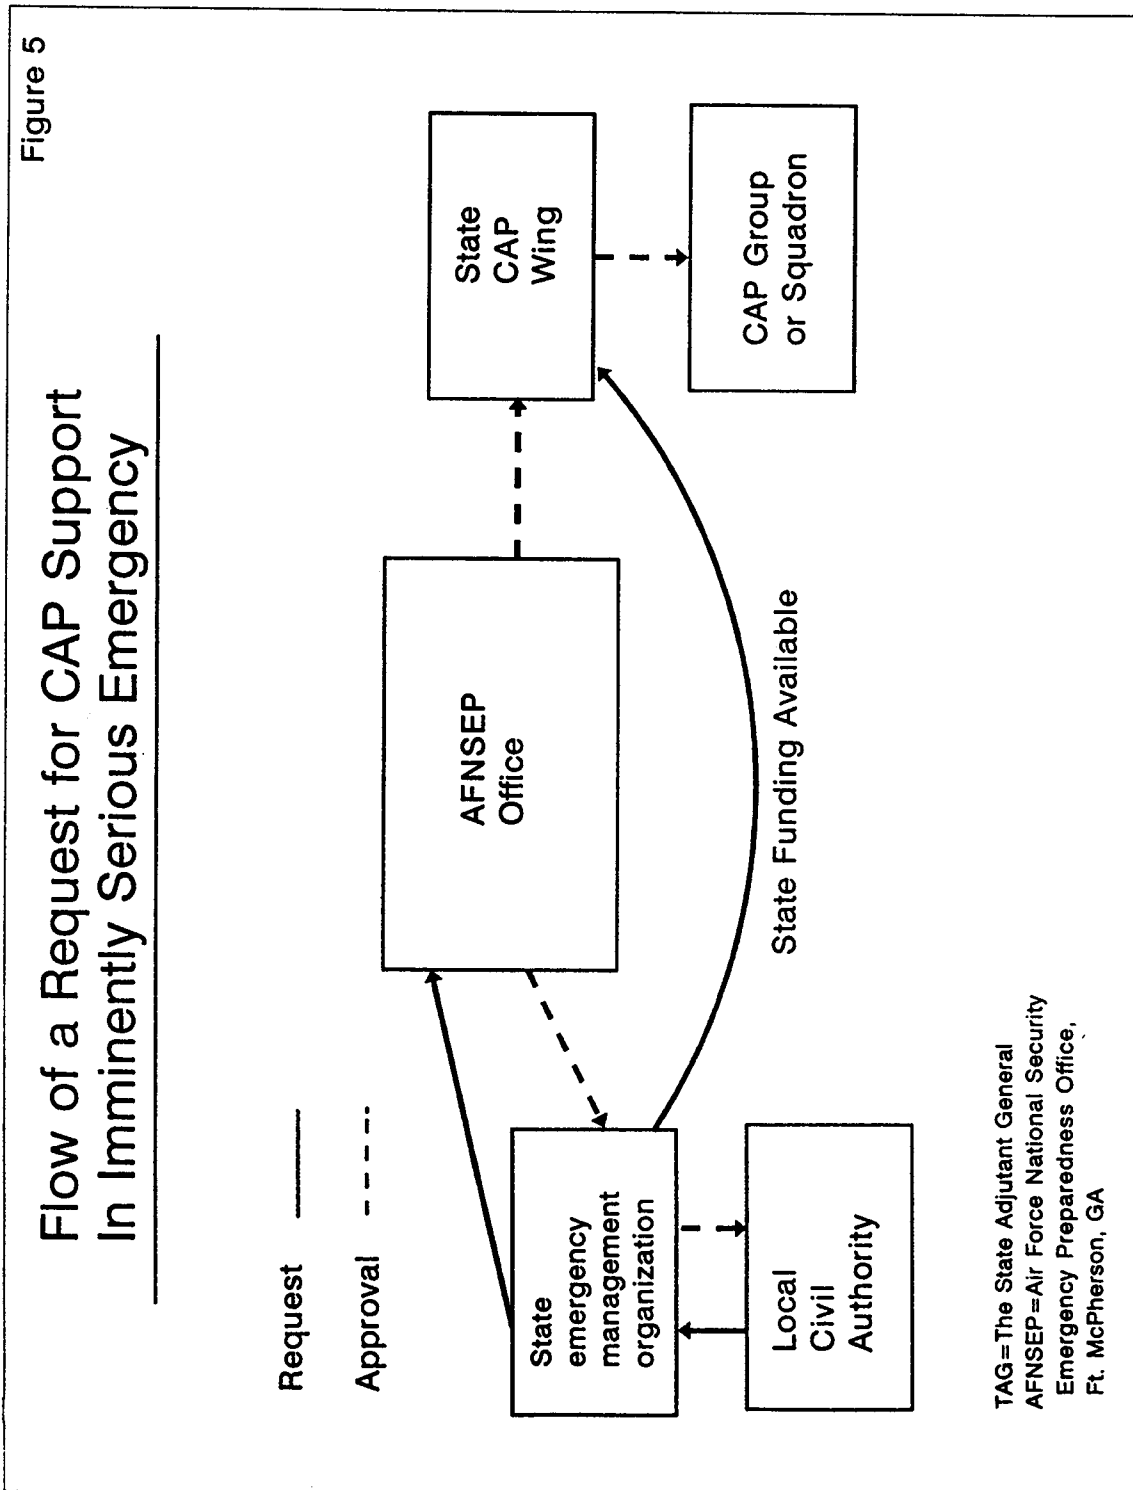 Figure 5
Flow of a Request for CAP Support
In Imminently Serious Emergency
Request
Approval
State
emergency
management
organization
Local
Civil
Authority
AFNSEP
Office
State Funding Available
State
CAP
Wing
CAP Group
or Squadron
TAG=The State Adjutant General
AFNSEP=Air Force National Security
Emergency Preparedness Office,
Ft. McPherson, GA